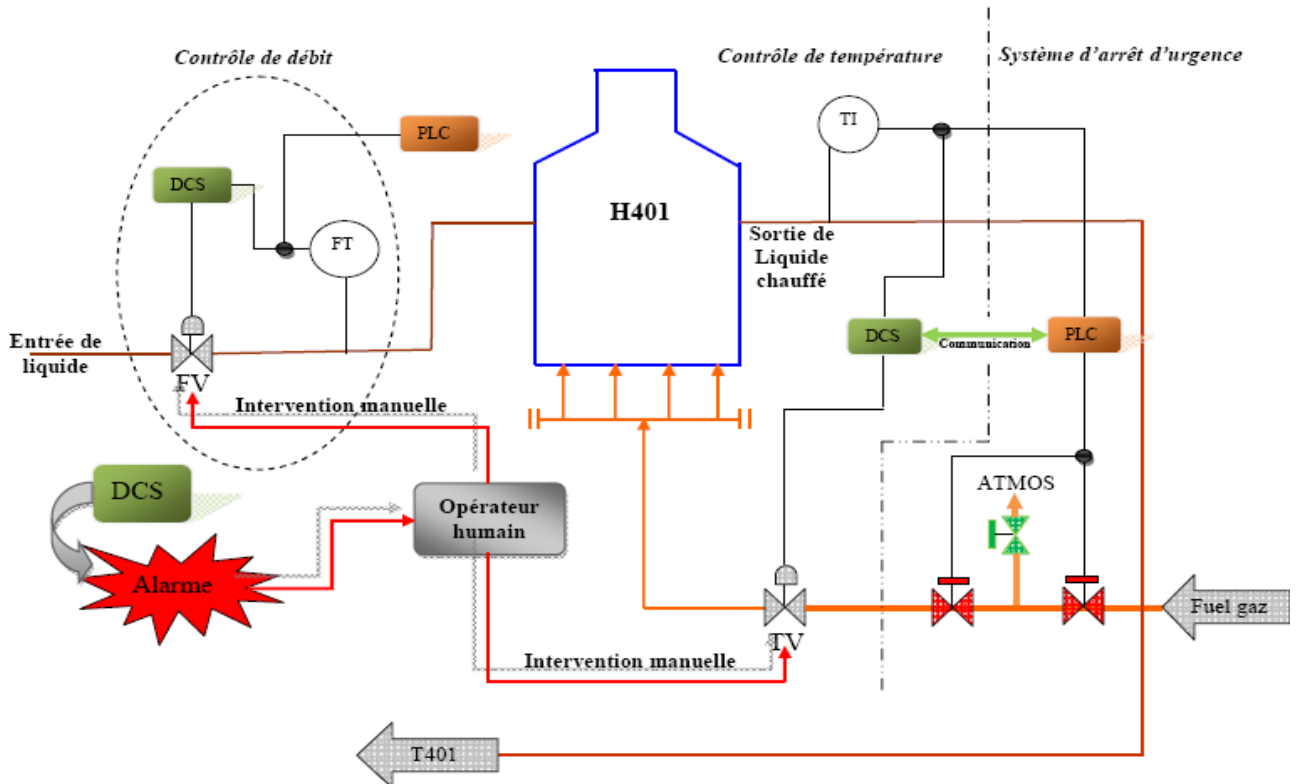 Contrôle de débit
Contrôle de température
Système d'arrêt d'urgence
PLC
TI
DCS
H401
FT
Sortie de
Liquide
chauffé
Entrée de
liquide
FV
DCS
Communication
PLC
Intervention manuelle
DCS
Opérateur
humain
ATMOS
Alarme
Fuel gaz
TV
Intervention manuelle
T401